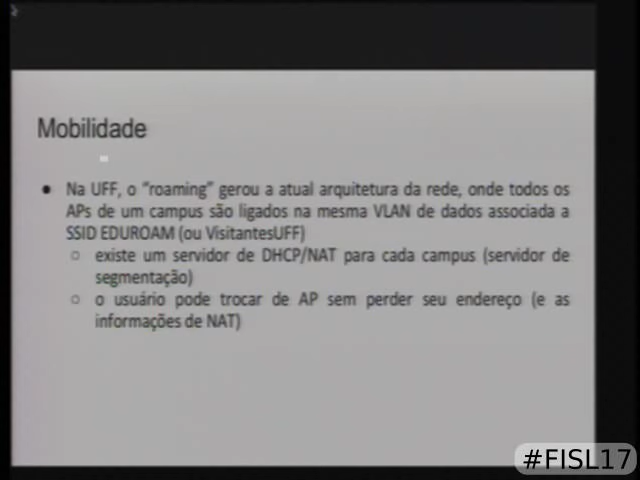 Mobilidade
● Na UFF, o “roaming” gerou a atual arquitetura da rede, onde todos os
APs de um campus são ligados na mesma VLAN de dados associada a
SSID EDUROAM (ou VisitantesUFF)
○ existe um servidor de DHCP/NAT para cada campus (servidor de
segmentação)
○ o usuário pode trocar de AP sem perder seu endereço (e as
informações de NAT)
#FISL17